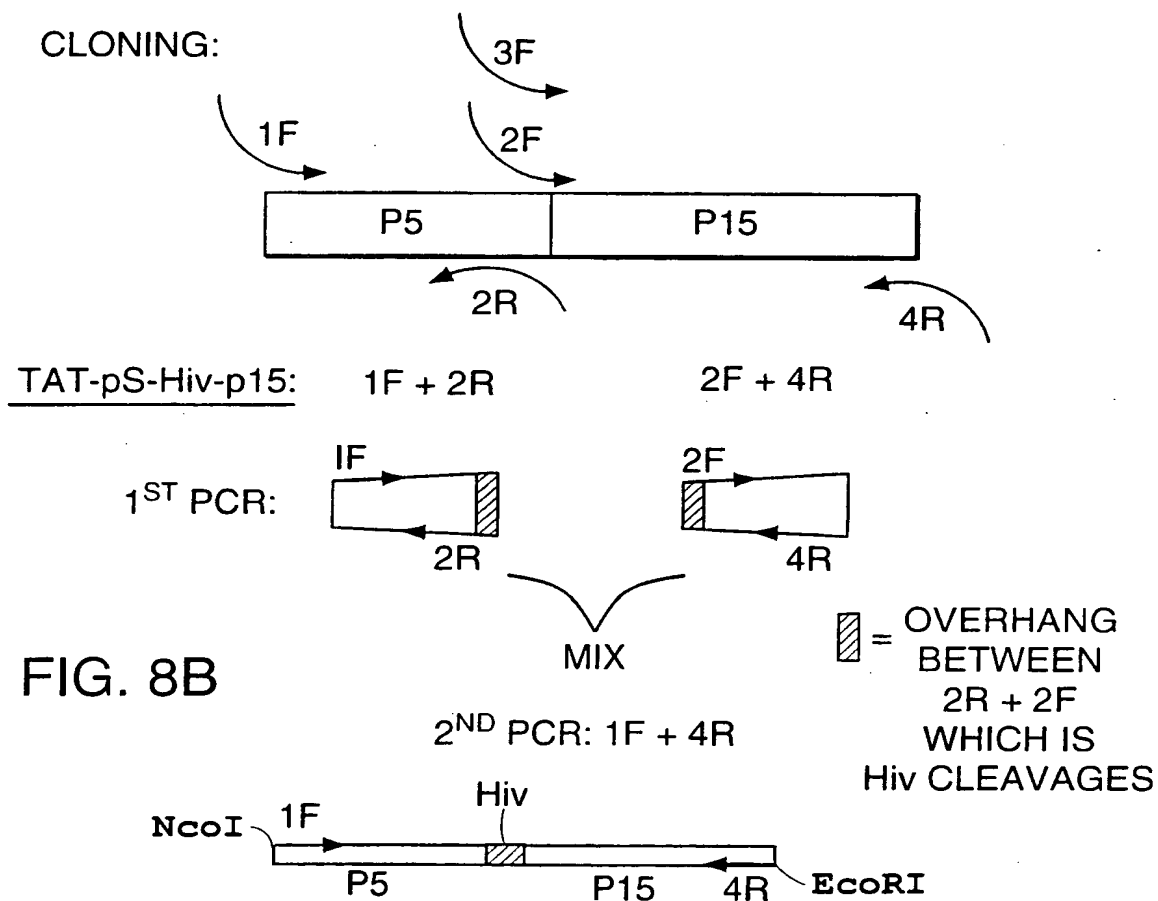 CLONING:
3F
1F
2F
P5
P15
2R
4R
TAT-pS-Hiv-p15:
1F + 2R
2F + 4R
1ST PCR:
IF
2R
2F
4R
MIX
= OVERHANG
BETWEEN
2R + 2F
WHICH IS
Hiv CLEAVAGES
FIG. 8B
2ND PCR: 1F + 4R
Hiv
NcoI
1F
P5
P15
4R
EcoRI